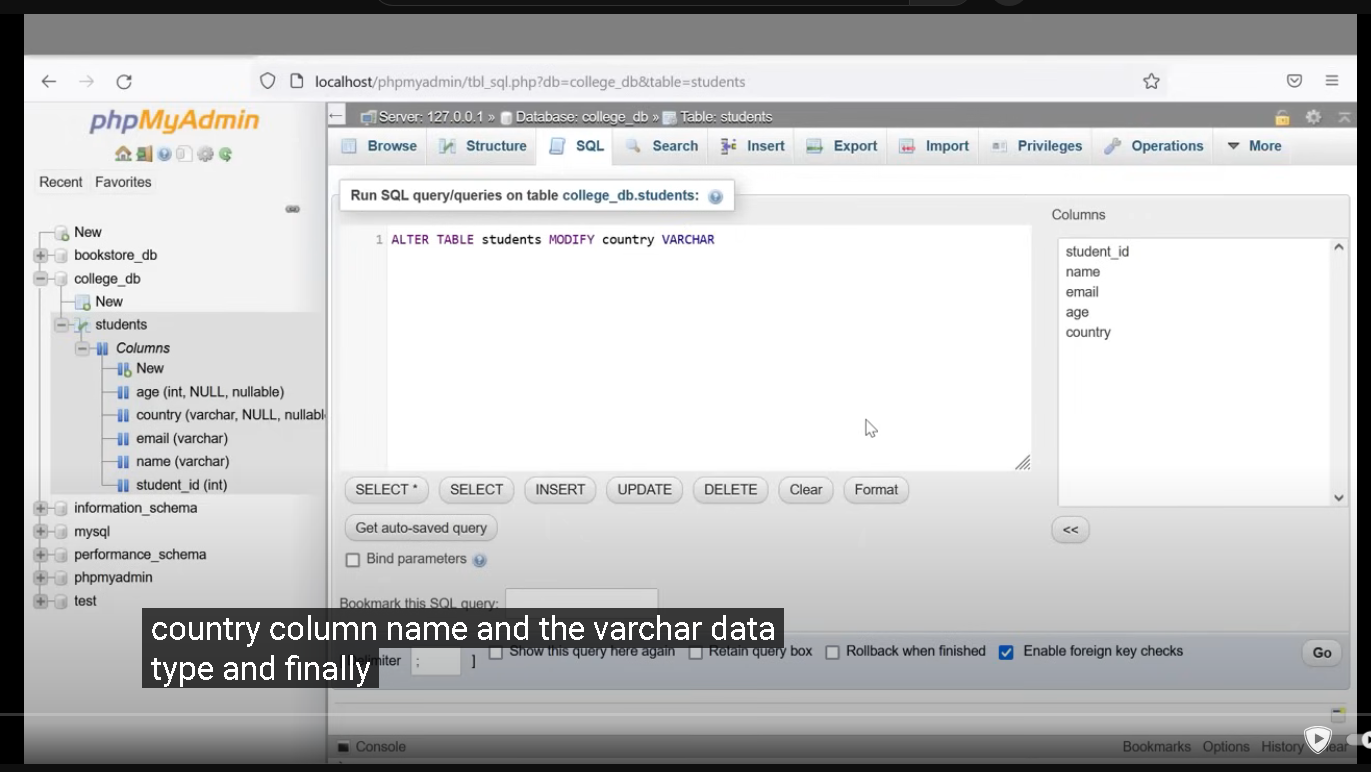 localhost/phpmyadmin/tbl_sql.php?db=college_db&table=students
phpMyAdmin
Recent Favorites
New
bookstore_db
college_db
New
students
Columns
New
age (int, NULL, nullable)
country (varchar, NULL, nullabl
email (varchar)
name (varchar)
student_id (int)
information_schema
mysql
performance_schema
phpmyadmin
test
Server: 127.0.0.1 » Database: college_db » Table: students
Browse Structure SQL Search Insert Export Import Privileges Operations More
Run SQL query/queries on table college_db.students:
1 ALTER TABLE students MODIFY country VARCHAR
Columns
student_id
name
email
age
country
<<
SELECT * SELECT INSERT UPDATE DELETE Clear Format
Get auto-saved query
Bind parameters
Bookmark this SQL query:
; ] Show this query here again Retain query box Rollback when finished Enable foreign key checks Go
country column name and the varchar data
type and finally
Console Bookmarks Options History